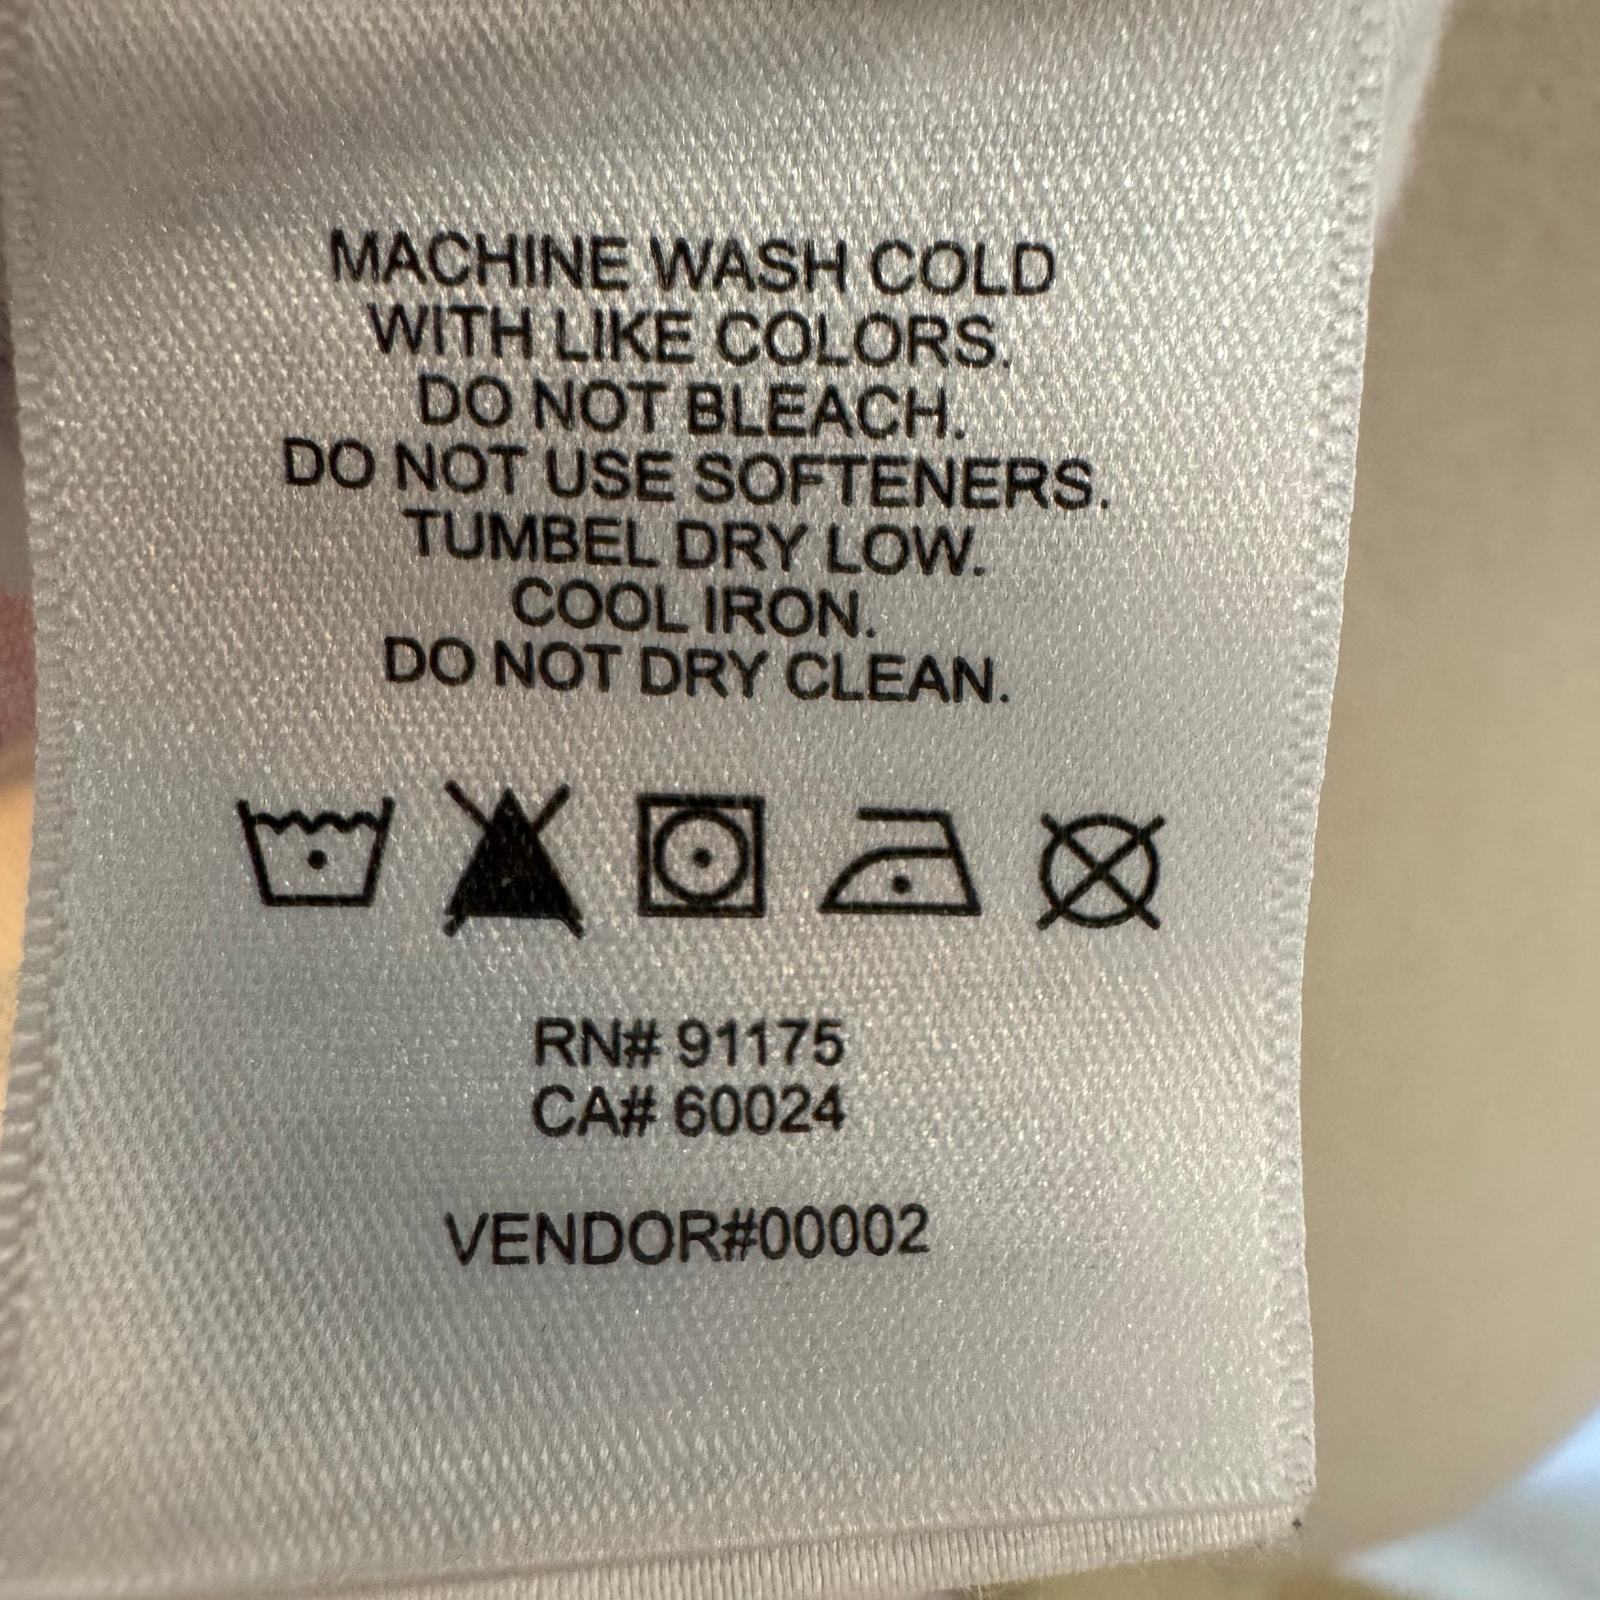 MACHINE WASH COLD
WITH LIKE COLORS.
DO NOT BLEACH.
DO NOT USE SOFTENERS.
TUMBEL DRY LOW.
COOL IRON.
DO NOT DRY CLEAN.
RN# 91175
CA# 60024
VENDOR#00002